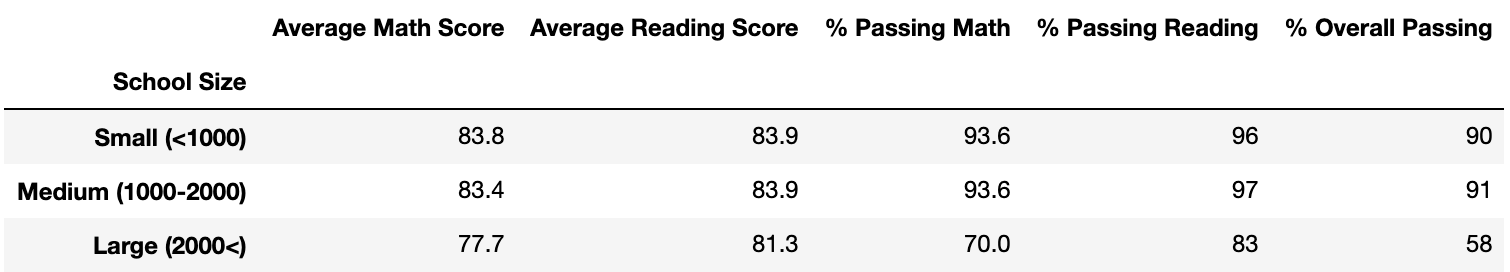 Average Math Score Average Reading Score % Passing Math % Passing Reading % Overall Passing
School Size
Small (<1000) 83.8 83.9 93.6 96 90
Medium (1000-2000) 83.4 83.9 93.6 97 91
Large (2000<) 77.7 81.3 70.0 83 58